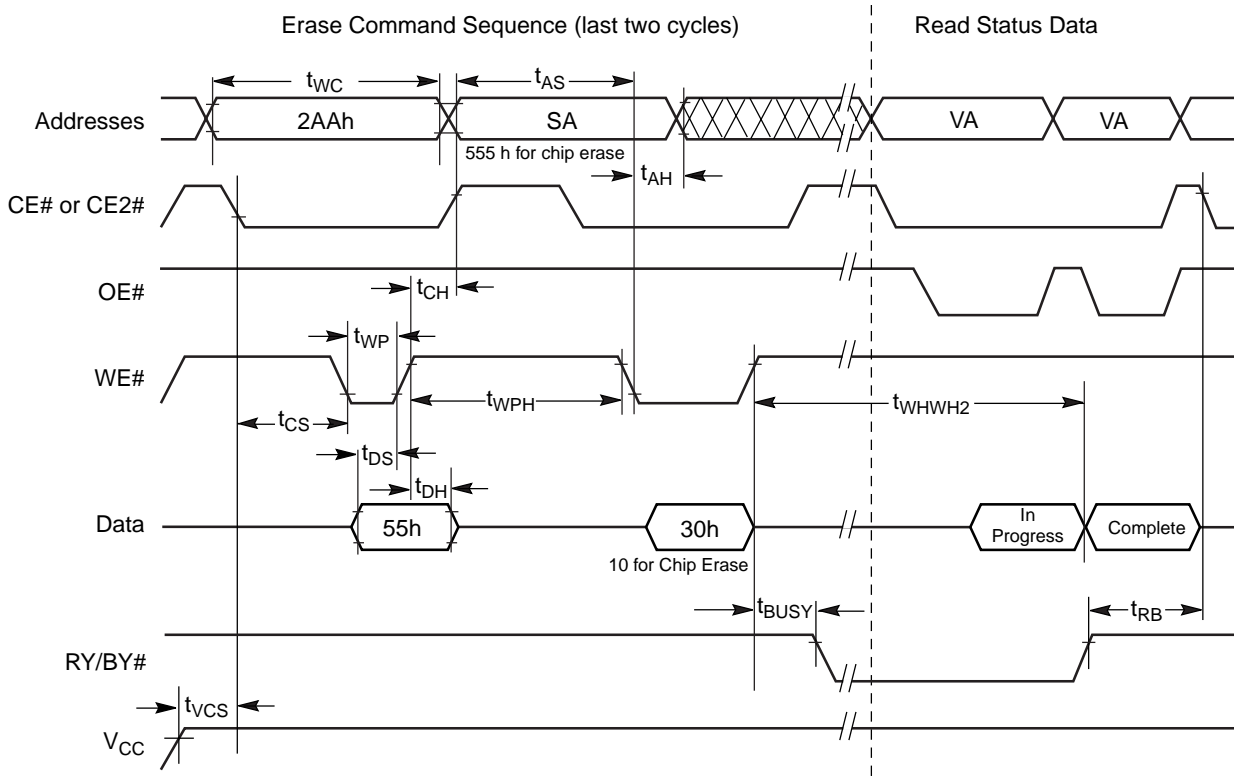 Erase Command Sequence (last two cycles)
Read Status Data
tWC
tAS
Addresses
2AAh
SA
VA
VA
555 h for chip erase
tAH
CE# or CE2#
OE#
tCH
tWP
WE#
tWPH
tWHWH2
tCS
tDS
tDH
Data
55h
30h
In
Progress
Complete
10 for Chip Erase
tBUSY
tRB
RY/BY#
tVCS
VCC